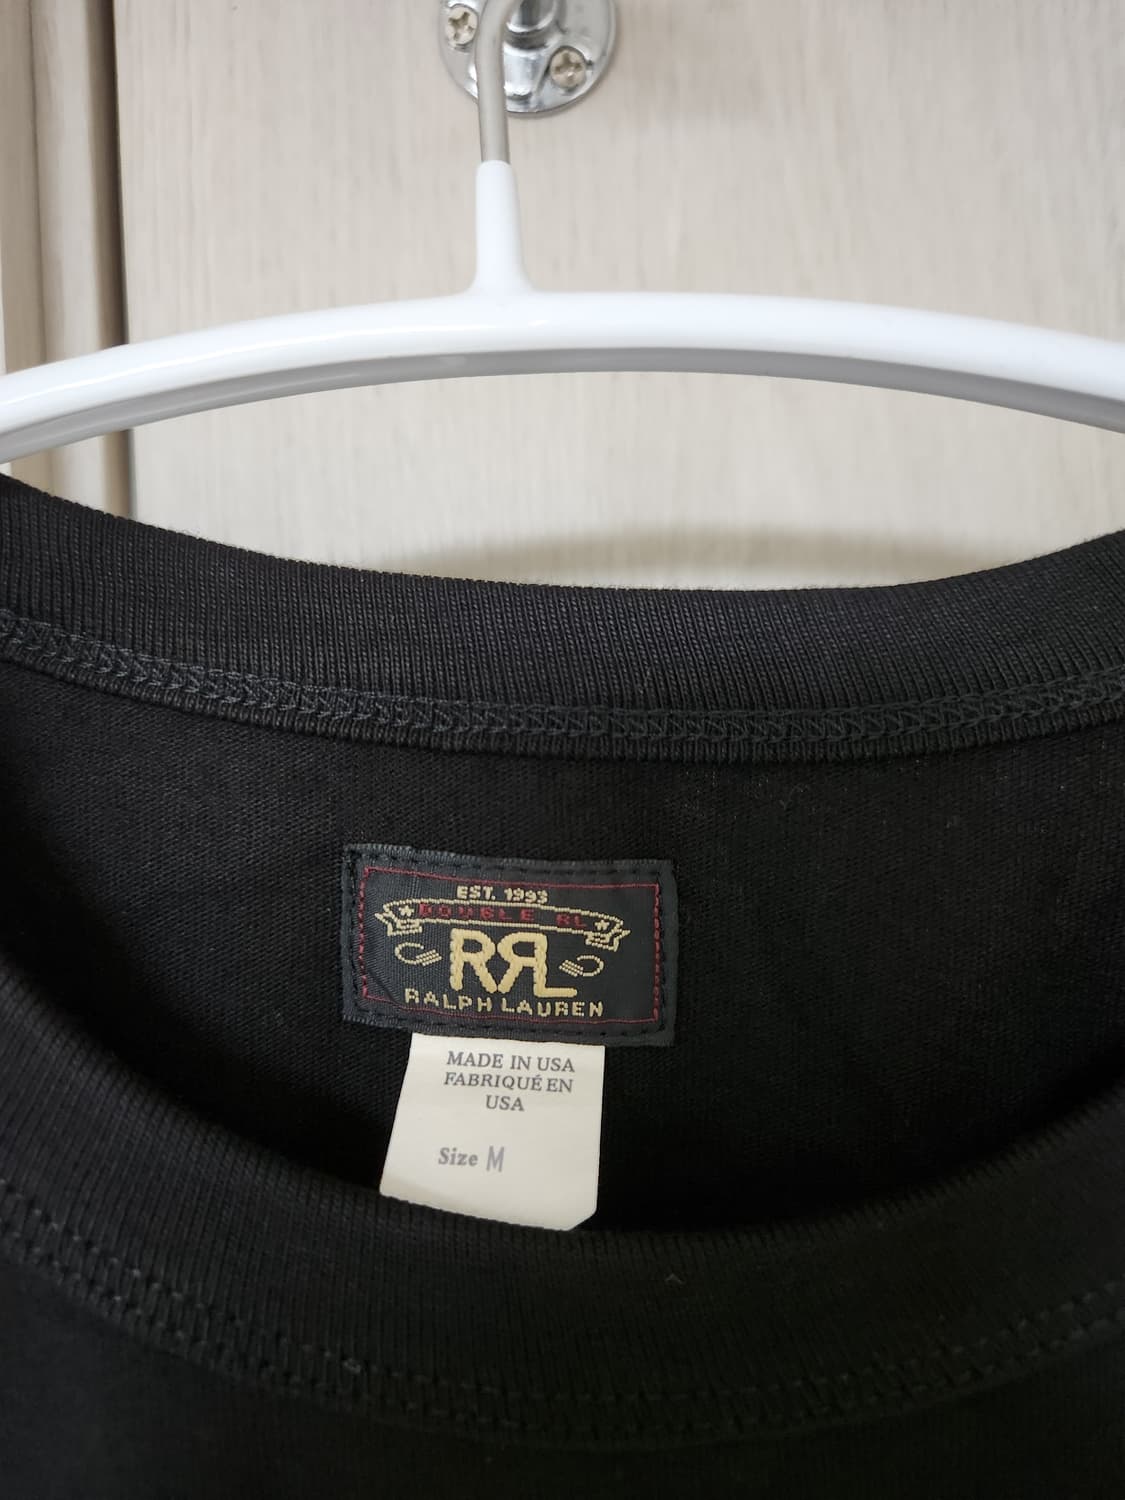 EST. 1993
DOUBLE RL
RRL
RALPH LAUREN
MADE IN USA
FABRIQUÉ EN
USA
Size M